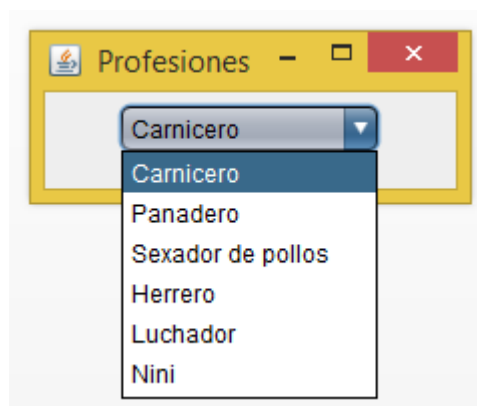 Profesiones
Carnicero
Carnicero
Panadero
Sexador de pollos
Herrero
Luchador
Nini